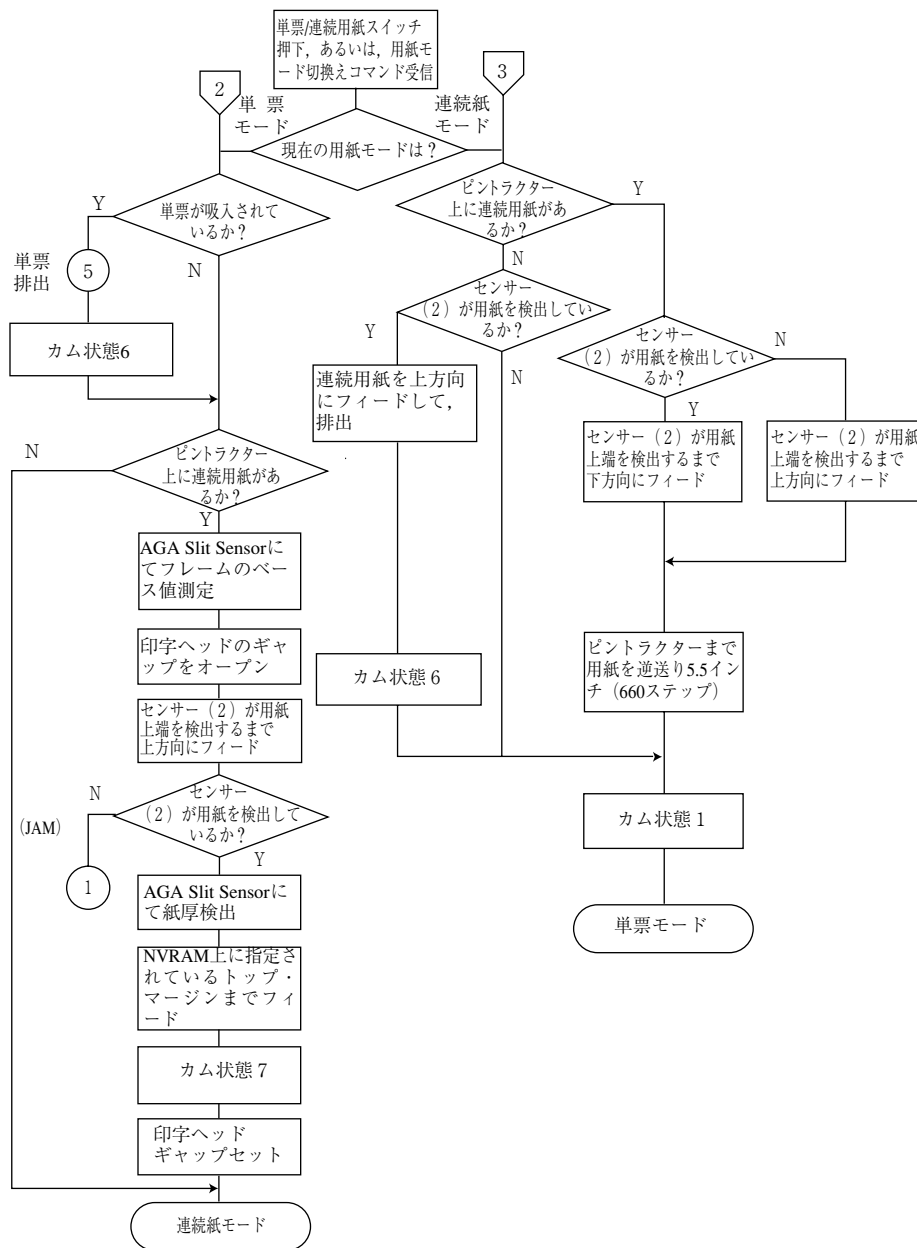 単票/連続用紙スイッチ
押下，あるいは，用紙モ
ード切換えコマンド受信
2
3
単 票
モード
連続紙
モード
現在の用紙モードは？
Y
単票が吸入されて
いるか？
N
単票
排出
5
カム状態6
N
ピントラクター
上に連続用紙があ
るか？
Y
AGA Slit Sensorに
てフレームのベー
ス値測定
印字ヘッドのギャ
ップをオープン
センサー（2）が用紙
上端を検出するまで
上方向にフィード
N
センサー
（2）が用紙を検出して
いるか？
(JAM)
Y
1
AGA Slit Sensorに
て紙厚検出
NVRAM上に指定さ
れているトップ・
マージンまでフィ
ード
カム状態７
印字ヘッド
ギャップセット
連続紙モード
ピントラクター
上に連続用紙があ
るか？
Y
N
センサー
（2）が用紙を検出してい
るか？
Y
N
連続用紙を上方向
にフィードして，
排出
カム状態６
センサー
（2）が用紙を検出してい
るか？
N
Y
センサー（2）が用紙
上端を検出するまで
下方向にフィード
センサー（2）が用紙
上端を検出するまで
上方向にフィード
ピントラクターまで
用紙を逆送り5.5イン
チ（660ステップ）
カム状態１
単票モード